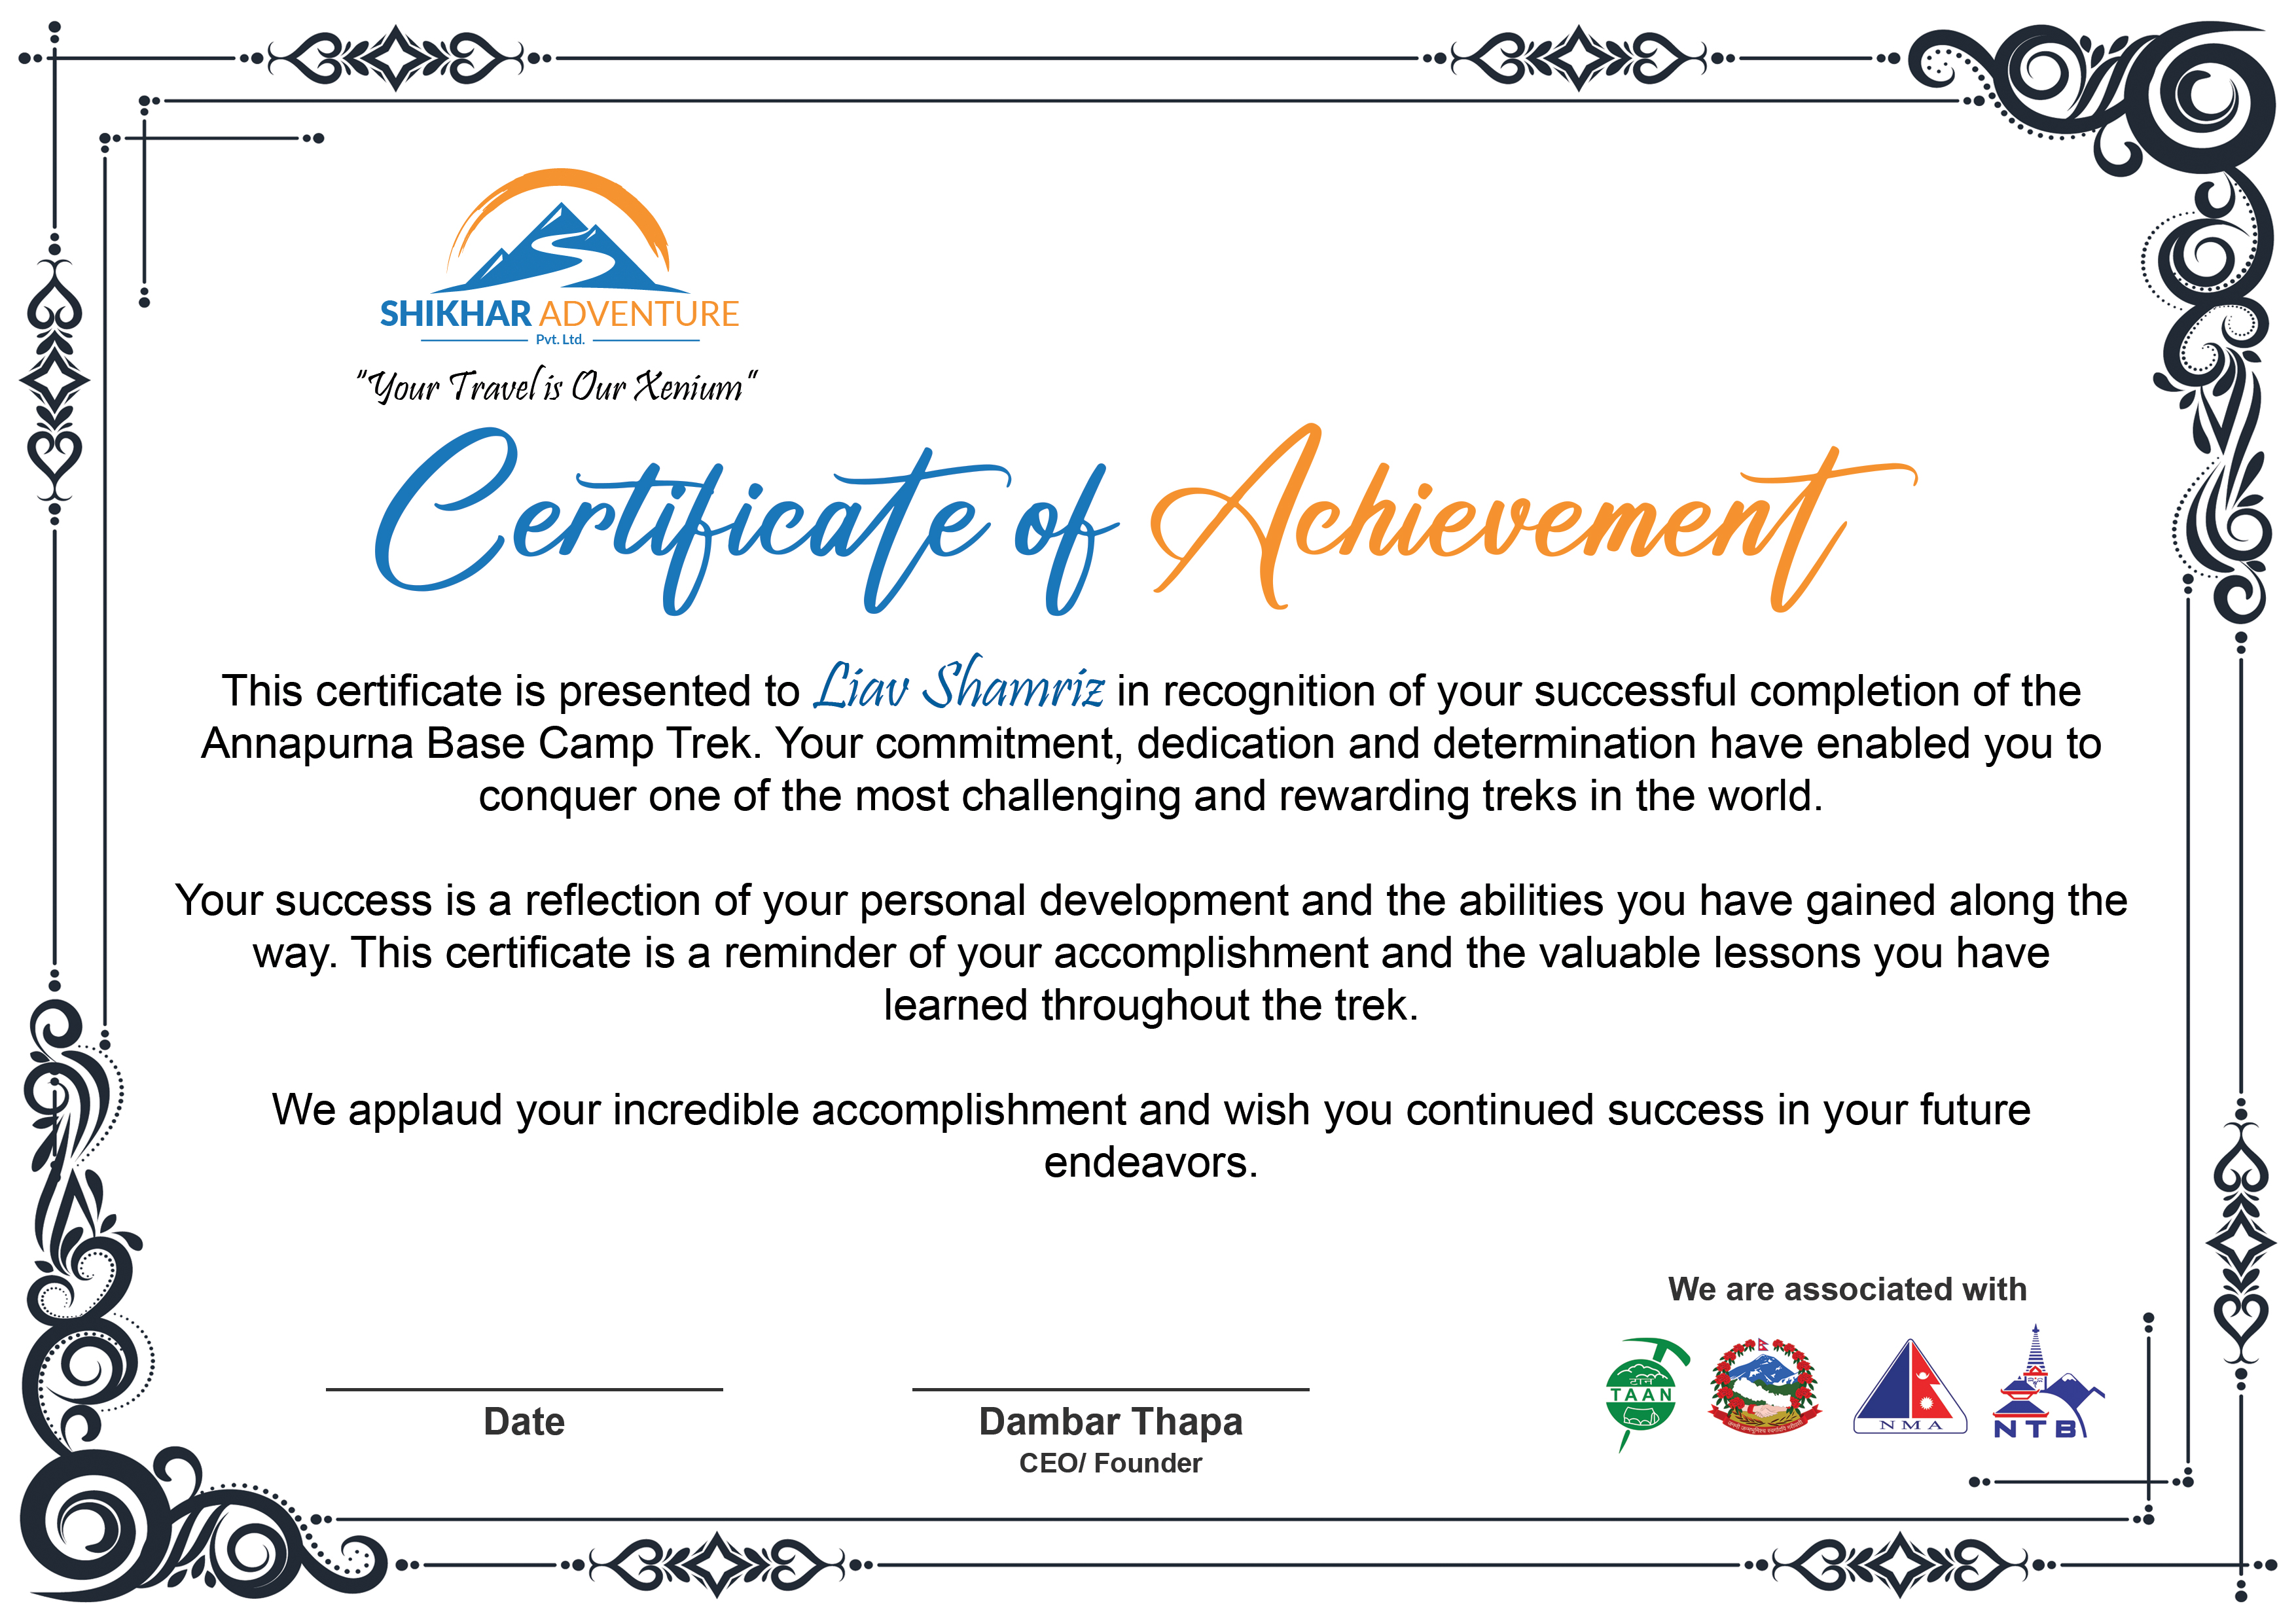 SHIKHAR ADVENTURE
Pvt. Ltd.
"Your Travel is Our Xenium"
Certificate of Achievement
This certificate is presented to Liav Shamriz in recognition of your successful completion of the
Annapurna Base Camp Trek. Your commitment, dedication and determination have enabled you to
conquer one of the most challenging and rewarding treks in the world.
Your success is a reflection of your personal development and the abilities you have gained along the
way. This certificate is a reminder of your accomplishment and the valuable lessons you have
learned throughout the trek.
We applaud your incredible accomplishment and wish you continued success in your future
endeavors.
We are associated with
टान
TAAN
NMA
NTB
Date
Dambar Thapa
CEO/ Founder